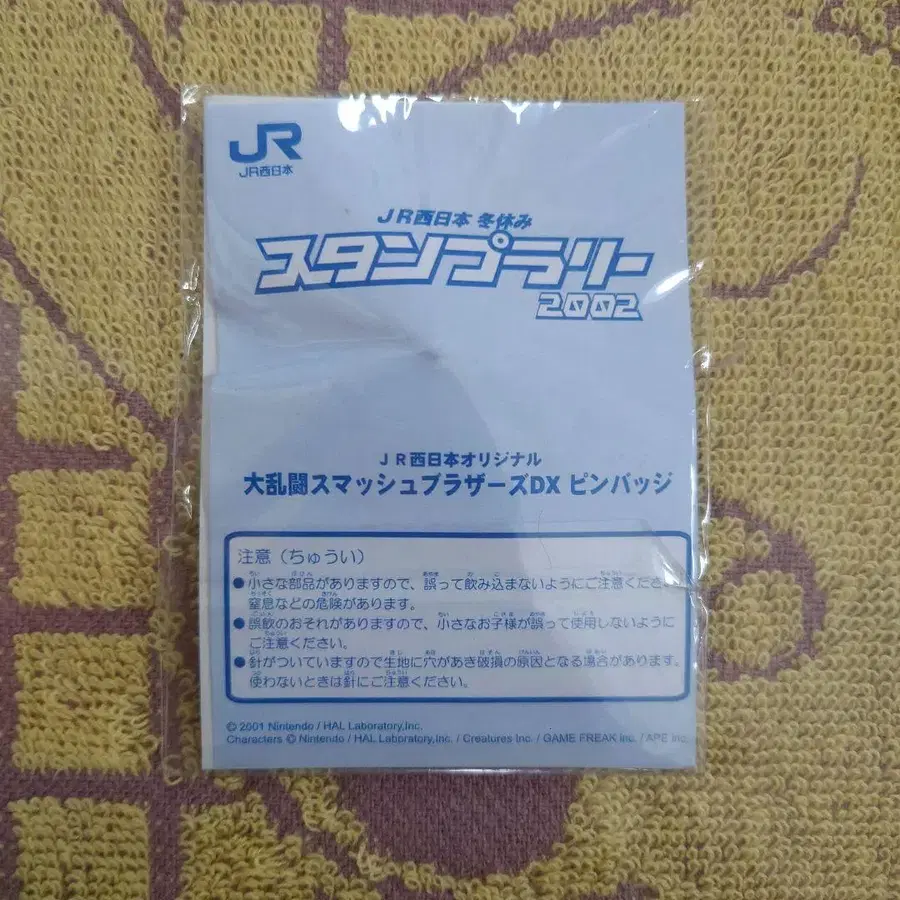 JR
JR西日本
JR西日本 冬休み
スタンプラリー
2002
JR西日本オリジナル
大乱闘スマッシュブラザーズDX ピンバッジ
注意（ちゅうい）
●小さな部品がありますので、誤って飲み込まないようにご注意ください
窒息などの危険があります。
●誤飲のおそれがありますので、小さなお子様が誤って使用しないように
ご注意ください。
●針がついていますので生地に穴があき破損の原因となる場合があります。
使わないときは針にご注意ください。
© 2001 Nintendo / HAL Laboratory,Inc.
Characters © Nintendo / HAL Laboratory,Inc. / Creatures Inc. / GAME FREAK Inc. / APE Inc.